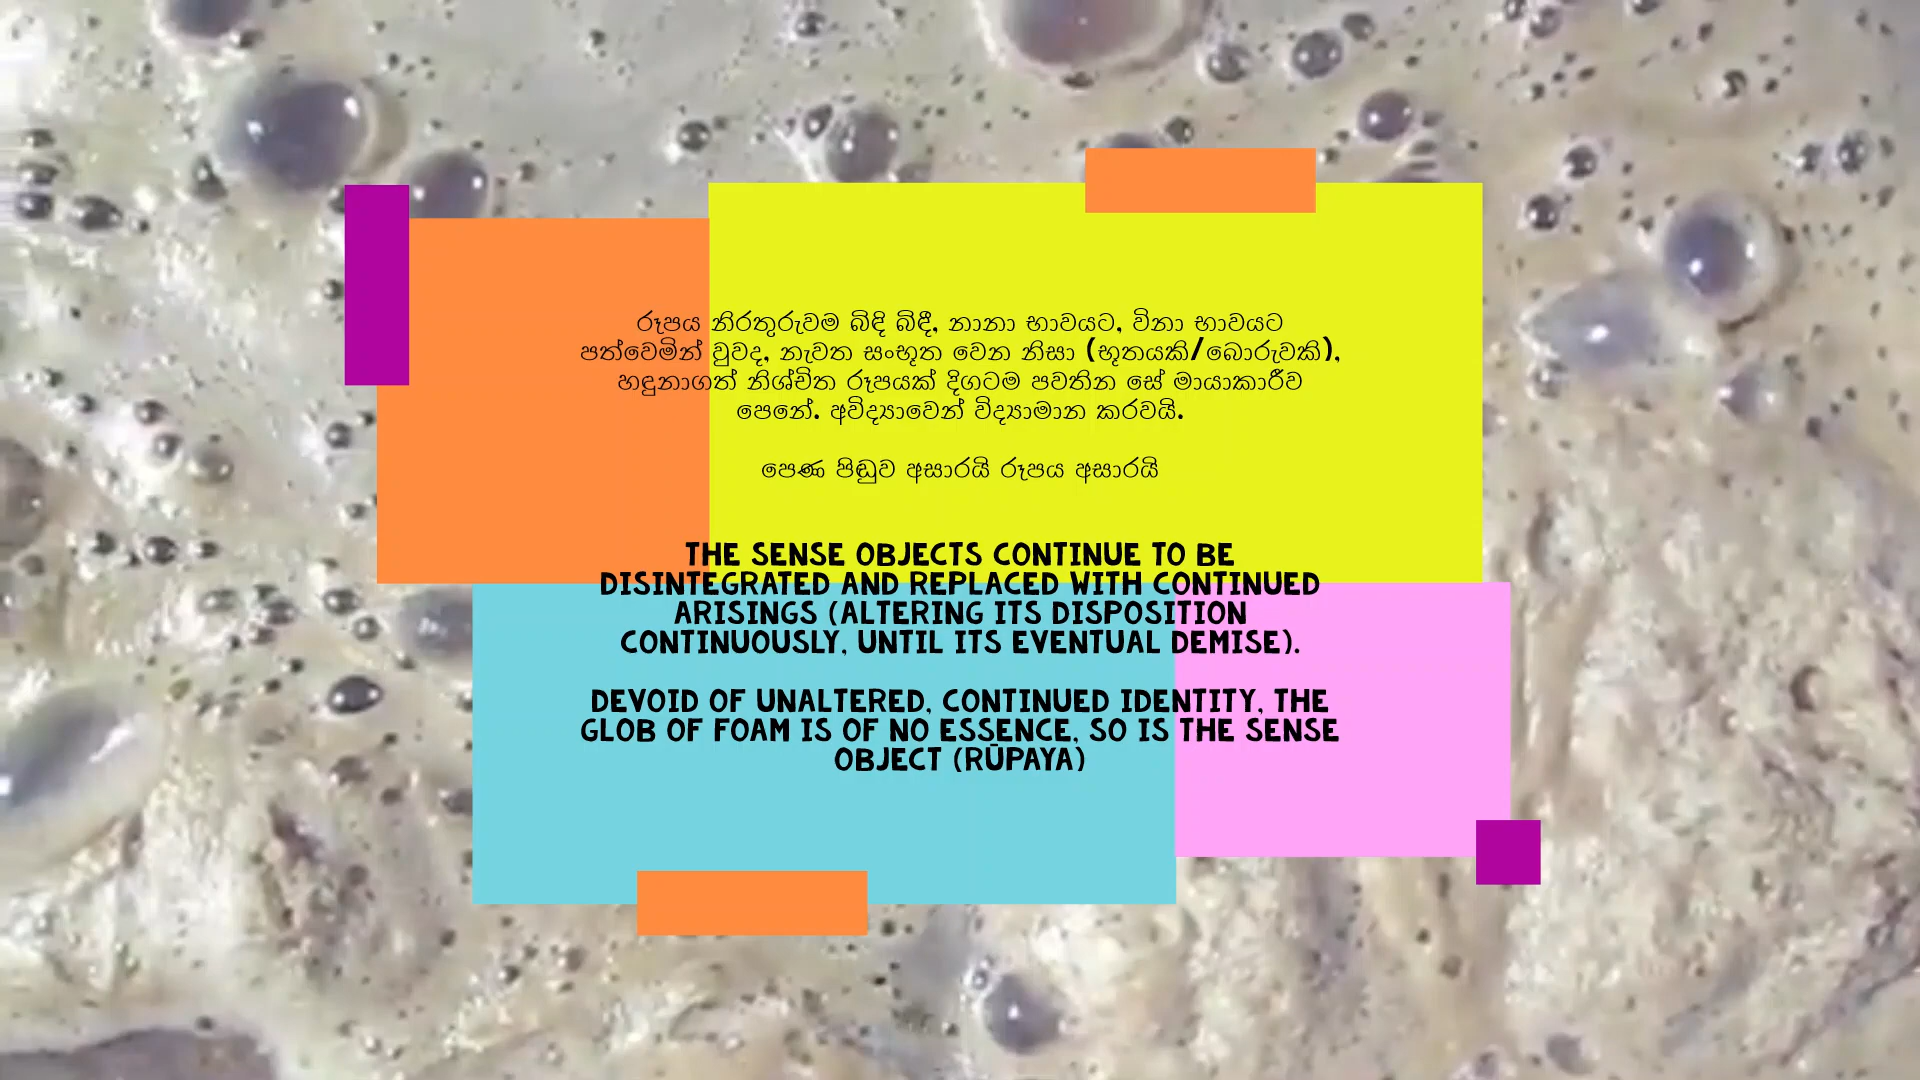 රූපය නිරතුරුවම බිඳි බිඳී, නානා භාවයට, විනා භාවයට
පත්වෙමින් වුවද, නැවත සංභූත වෙන නිසා (භූතයකි/බොරුවකි),
හඳුනාගත් නිශ්චිත රූපයක් දිගටම පවතින සේ මායාකාරීව
පෙනේ. අවිද්‍යාවෙන් විද්‍යාමාන කරවයි.
පෙණ පිඬුව අසාරයි රූපය අසාරයි
THE SENSE OBJECTS CONTINUE TO BE
DISINTEGRATED AND REPLACED WITH CONTINUED
ARISINGS (ALTERING ITS DISPOSITION
CONTINUOUSLY, UNTIL ITS EVENTUAL DEMISE).
DEVOID OF UNALTERED, CONTINUED IDENTITY, THE
GLOB OF FOAM IS OF NO ESSENCE, SO IS THE SENSE
OBJECT (RŪPAYA)